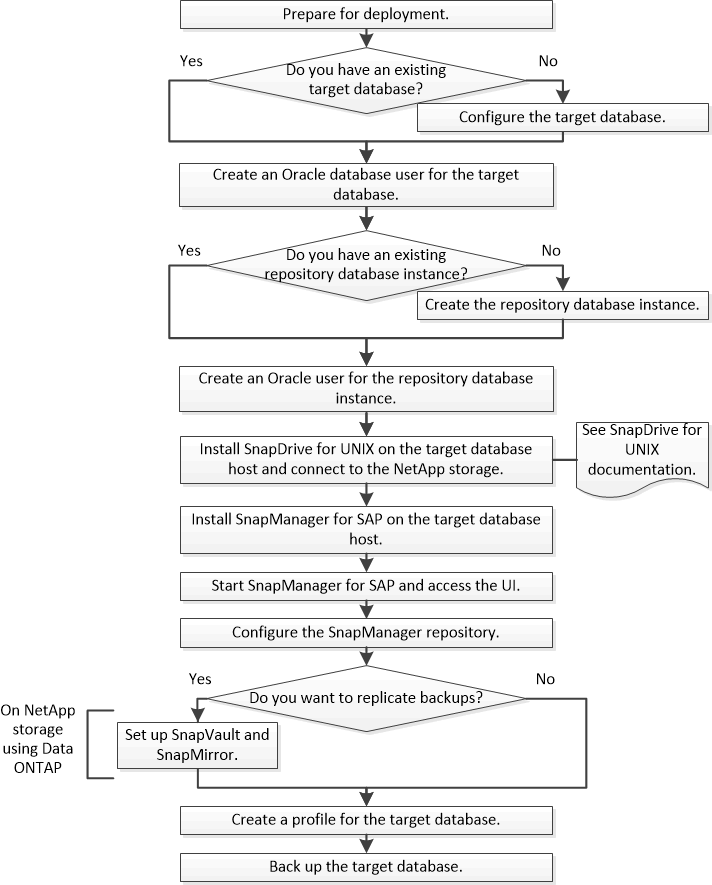 Prepare for deployment.
Yes
Do you have an existing
target database?
No
Configure the target database.
Create an Oracle database user for the target
database.
Yes
Do you have an existing
repository database instance?
No
Create the repository database instance.
Create an Oracle user for the repository database
instance.
Install SnapDrive for UNIX on the target database
host and connect to the NetApp storage.
See SnapDrive for
UNIX
documentation.
Install SnapManager for SAP on the target database
host.
Start SnapManager for SAP and access the UI.
Configure the SnapManager repository.
Yes
Do you want to replicate backups?
No
On NetApp
storage
using Data
ONTAP
Set up SnapVault and
SnapMirror.
Create a profile for the target database.
Back up the target database.